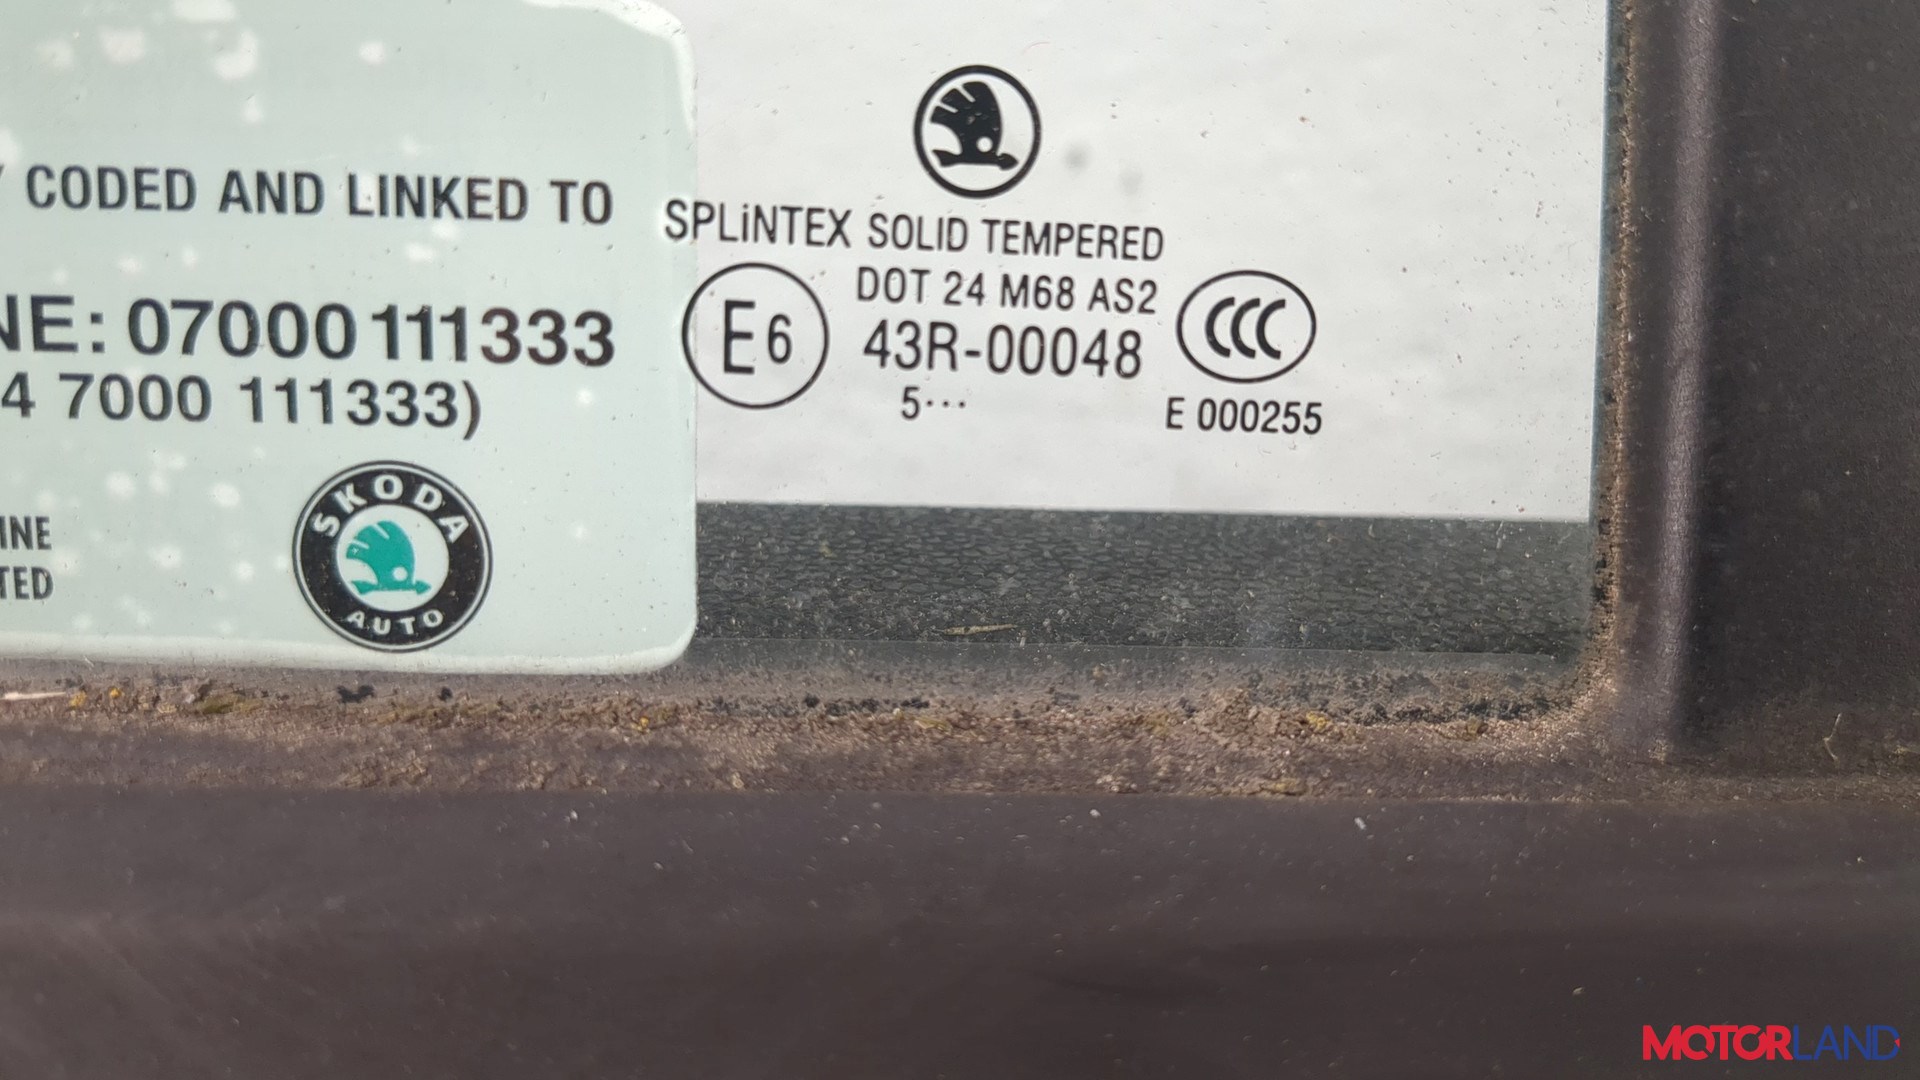 CODED AND LINKED TO
NE: 07000 111333
4 7000 111333)
INE
TED
SKODA
AUTO
SPLiNTEX SOLID TEMPERED
DOT 24 M68 AS2
E6
43R-00048
5···
CCC
E 000255
MOTORLAND